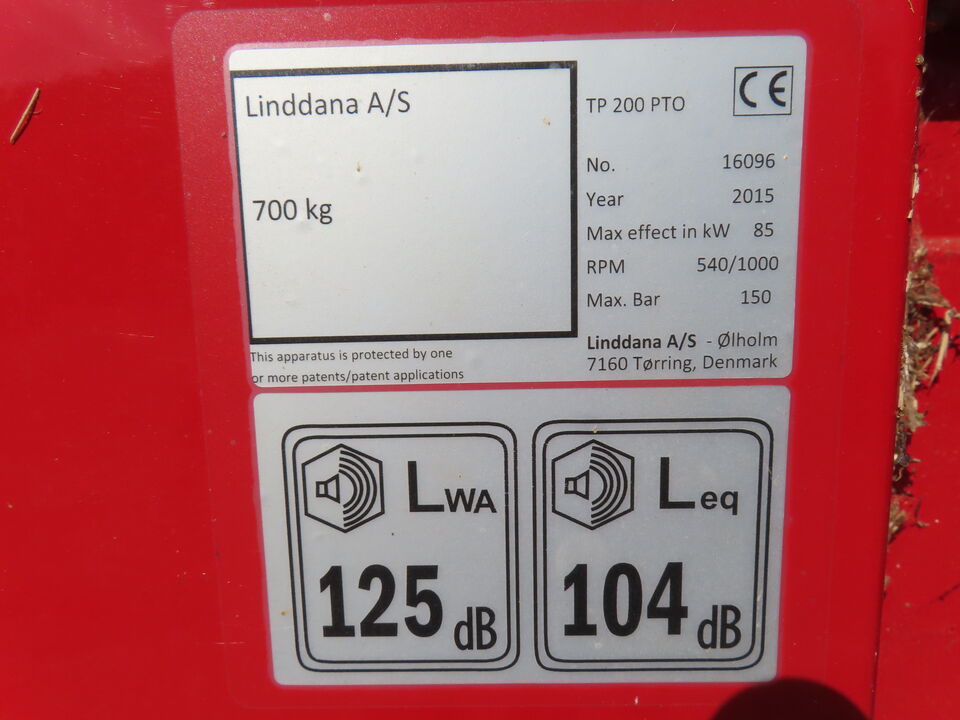 Linddana A/S
700 kg
This apparatus is protected by one
or more patents/patent applications
TP 200 PTO CE
No. 16096
Year 2015
Max effect in kW 85
RPM 540/1000
Max. Bar 150
Linddana A/S - Ølholm
7160 Tørring, Denmark
LWA
125 dB
Leq
104 dB